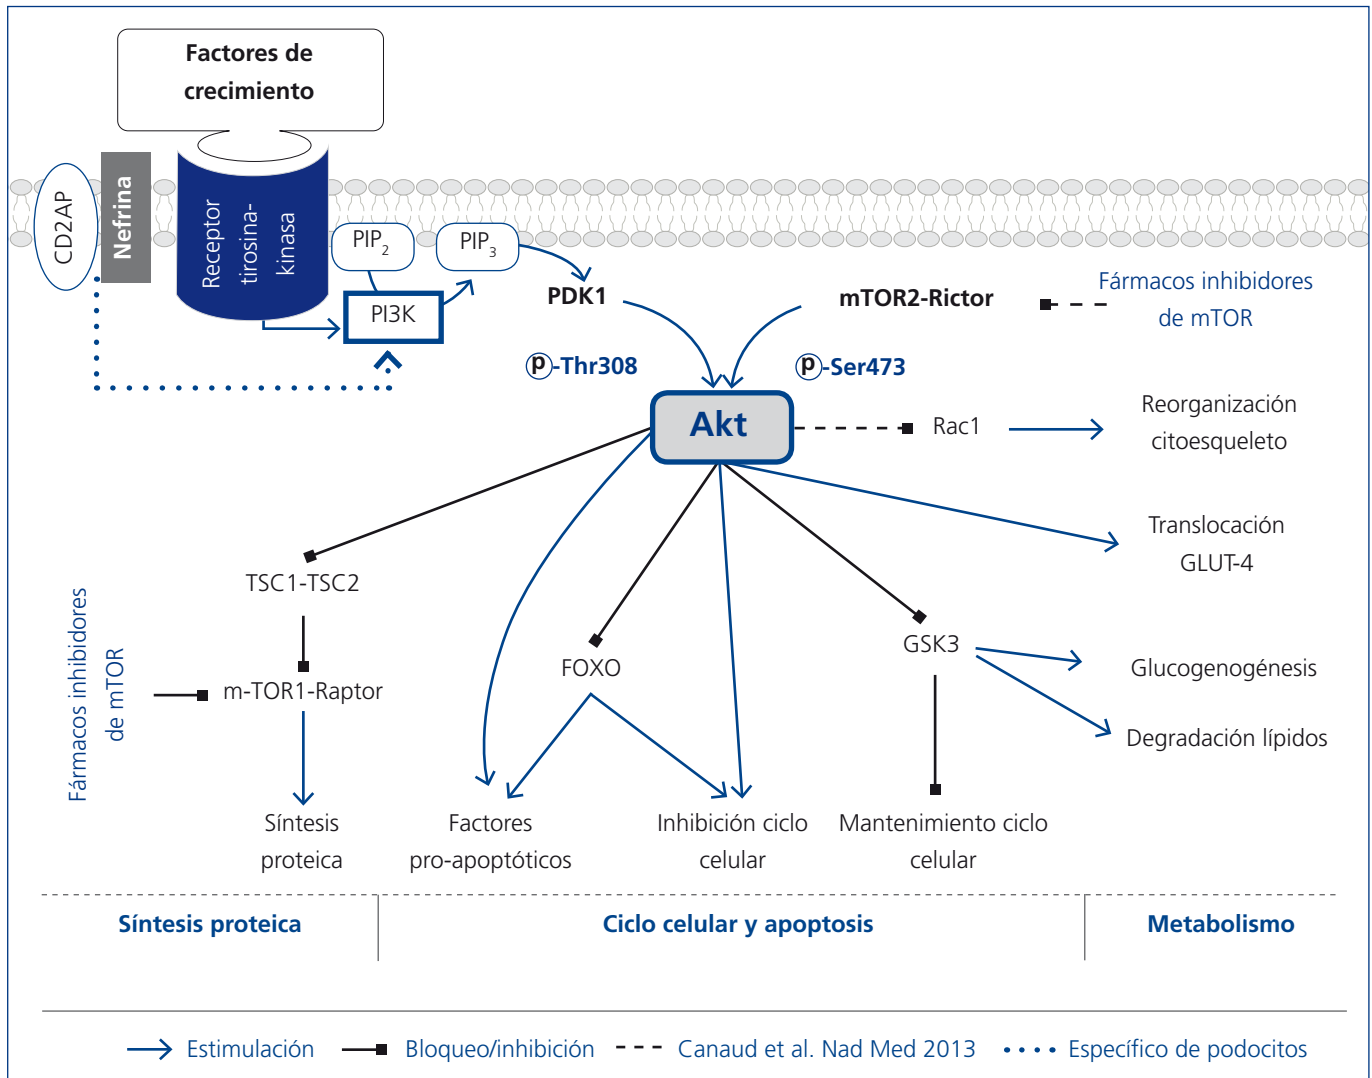 Factores de
crecimiento
CD2AP
Nefrina
Receptor
tirosina-
kinasa
PIP2
PIP3
PI3K
PDK1
mTOR2-Rictor
Fármacos inhibidores
de mTOR
p-Thr308
p-Ser473
Akt
Rac1
Reorganización
citoesqueleto
Translocación
GLUT-4
TSC1-TSC2
Fármacos inhibidores
de mTOR
m-TOR1-Raptor
FOXO
GSK3
Glucogenogénesis
Degradación lípidos
Síntesis
proteica
Factores
pro-apoptóticos
Inhibición ciclo
celular
Mantenimiento ciclo
celular
Síntesis proteica
Ciclo celular y apoptosis
Metabolismo
Estimulación
Bloqueo/inhibición
Canaud et al. Nad Med 2013
Específico de podocitos